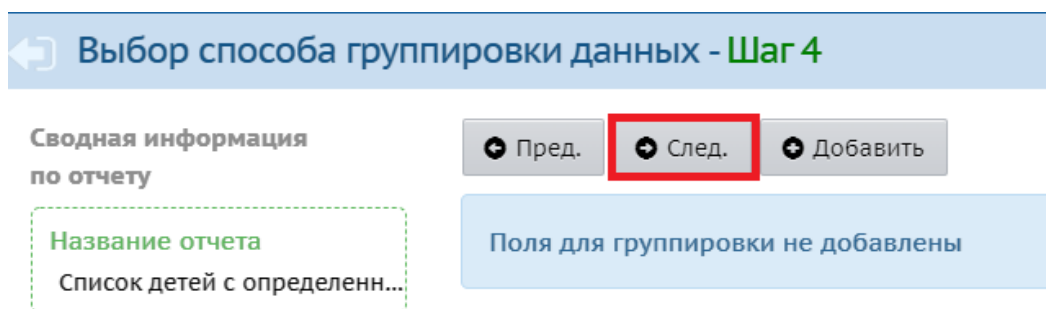 Выбор способа группировки данных - Шаг 4
Сводная информация
по отчету
Пред.
След.
Добавить
Название отчета
Список детей с определенн...
Поля для группировки не добавлены